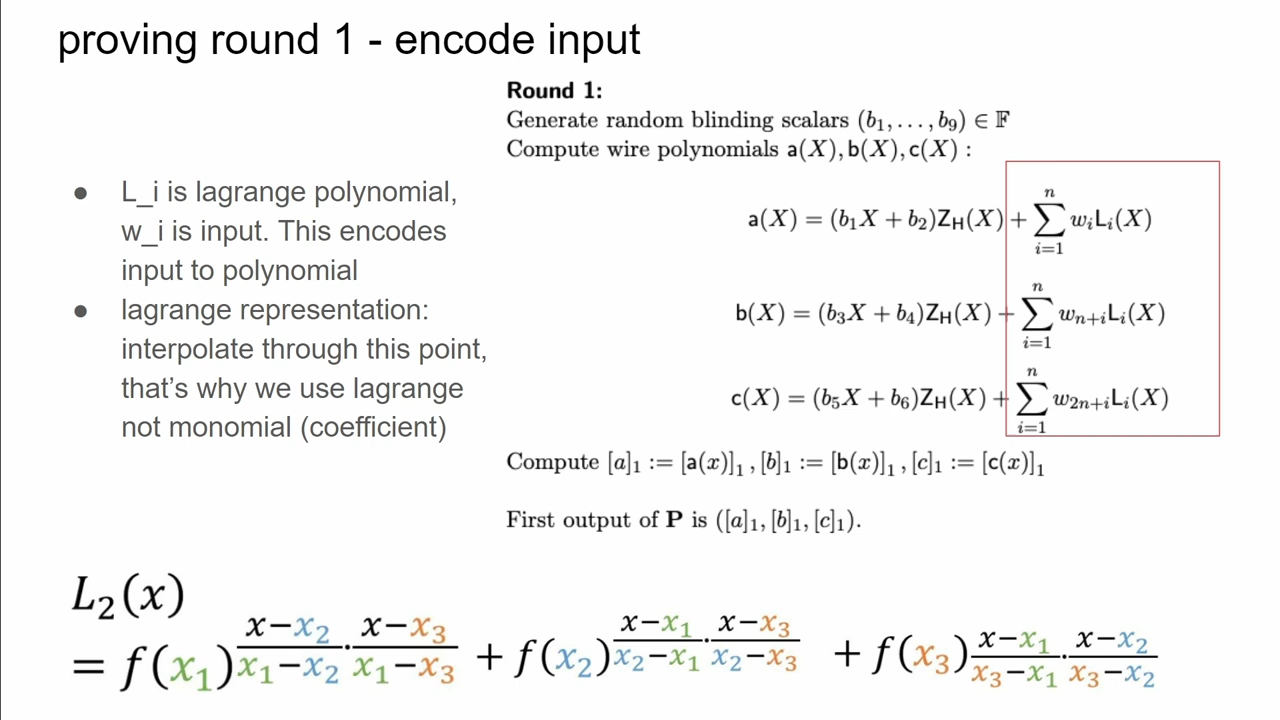 proving round 1 - encode input
● L_i is lagrange polynomial,
w_i is input. This encodes
input to polynomial
● lagrange representation:
interpolate through this point,
that's why we use lagrange
not monomial (coefficient)
Round 1:
Generate random blinding scalars (b₁, . . . , b₉) ∈ 𝔽
Compute wire polynomials a(X), b(X), c(X) :
a(X) = (b₁X + b₂)Z_H(X) + ∑_{i=1}^{n} w_iL_i(X)
b(X) = (b₃X + b₄)Z_H(X) + ∑_{i=1}^{n} w_{n+i}L_i(X)
c(X) = (b₅X + b₆)Z_H(X) + ∑_{i=1}^{n} w_{2n+i}L_i(X)
Compute [a]₁ := [a(x)]₁ , [b]₁ := [b(x)]₁ , [c]₁ := [c(x)]₁
First output of P is ([a]₁, [b]₁, [c]₁).
L₂(x)
= f(x₁) (x−x₂)/(x₁−x₂) · (x−x₃)/(x₁−x₃) + f(x₂) (x−x₁)/(x₂−x₁) · (x−x₃)/(x₂−x₃) + f(x₃) (x−x₁)/(x₃−x₁) · (x−x₂)/(x₃−x₂)